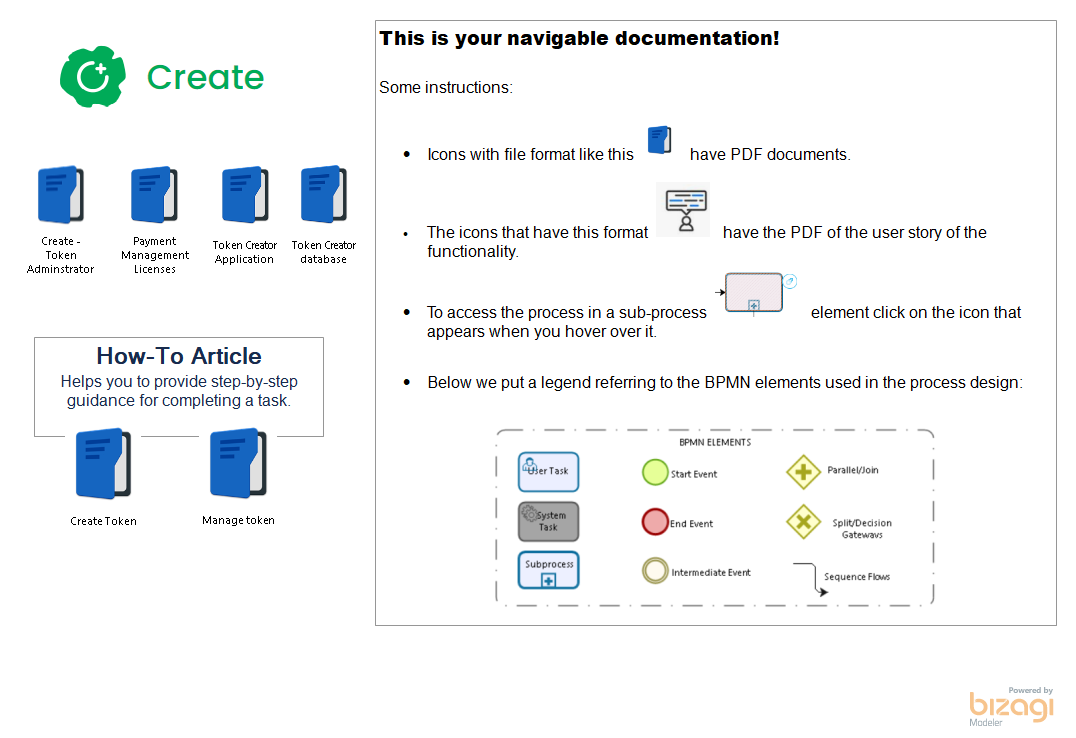 Create
Create -
Token
Adminstrator
Payment
Management
Licenses
Token Creator
Application
Token Creator
database
How-To Article
Helps you to provide step-by-step
guidance for completing a task.
Create Token
Manage token
This is your navigable documentation!
Some instructions:
• Icons with file format like this have PDF documents.
• The icons that have this format have the PDF of the user story of the
functionality.
• To access the process in a sub-process element click on the icon that
appears when you hover over it.
• Below we put a legend referring to the BPMN elements used in the process design:
BPMN ELEMENTS
User Task
Start Event
Parallel/Join
System
Task
End Event
Split/Decision
Gateways
Subprocess
Intermediate Event
Sequence Flows
Powered by
bizagi
Modeler